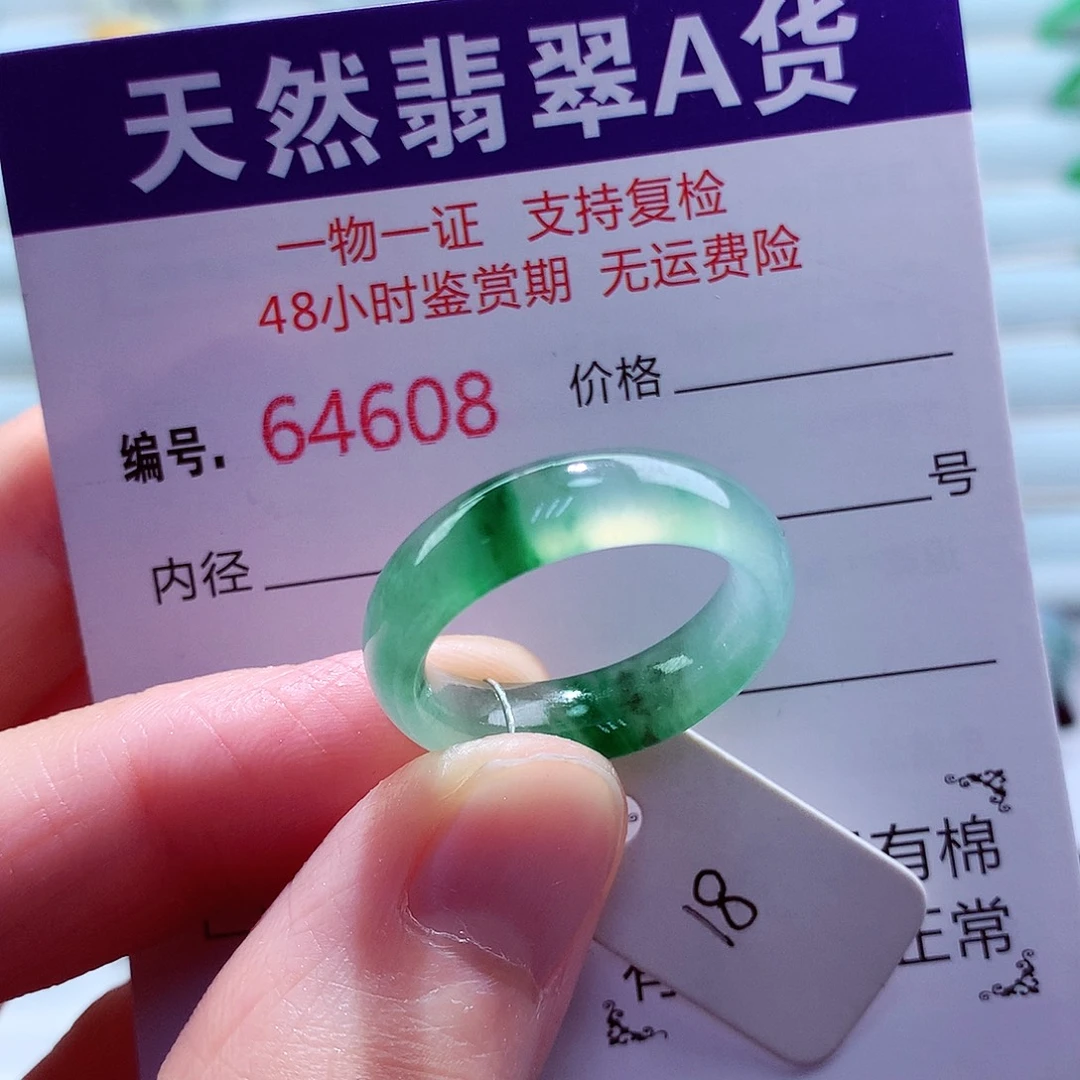 天然翡翠A货
一物一证 支持复检
48小时鉴赏期 无运费险
编号. 64608 价格
号
内径
有棉
正常
18